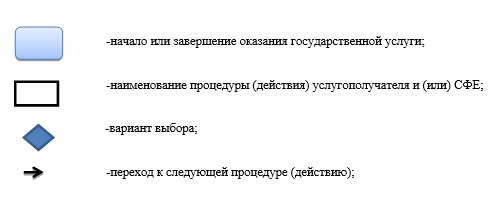 -начало или завершение оказания государственной услуги;
-наименование процедуры (действия) услугополучателя и (или) СФЕ;
-вариант выбора;
-переход к следующей процедуре (действию);